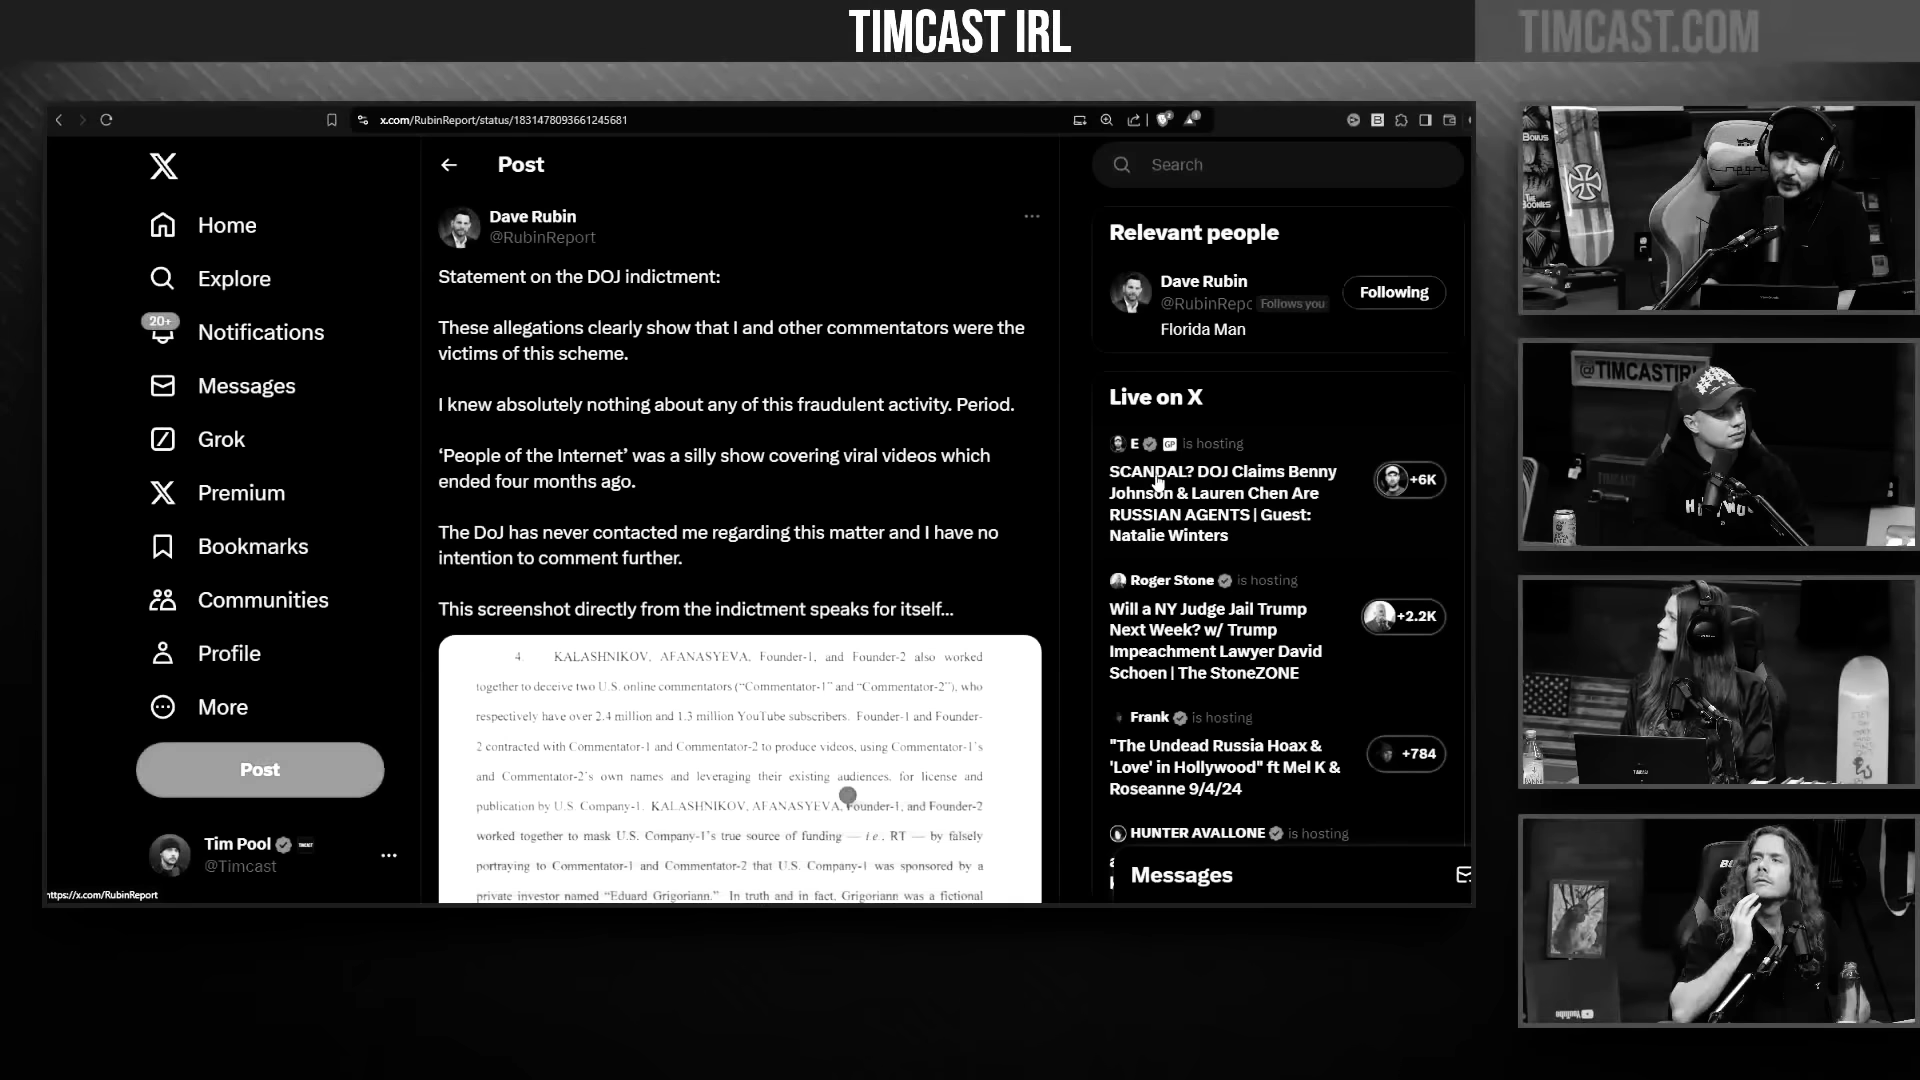 TIMCAST IRL
TIMCAST.COM
x.com/RubinReport/status/1831478093661245681
Home
Explore
20+
Notifications
Messages
Grok
Premium
Bookmarks
Communities
Profile
More
Post
Tim Pool
@Timcast
https://x.com/RubinReport
Post
Dave Rubin
@RubinReport
Statement on the DOJ indictment:
These allegations clearly show that I and other commentators were the
victims of this scheme.
I knew absolutely nothing about any of this fraudulent activity. Period.
‘People of the Internet’ was a silly show covering viral videos which
ended four months ago.
The DoJ has never contacted me regarding this matter and I have no
intention to comment further.
This screenshot directly from the indictment speaks for itself...
4. KALASHNIKOV, AFANASYEVA, Founder-1, and Founder-2 also worked
together to deceive two U.S. online commentators (“Commentator-1” and “Commentator-2”), who
respectively have over 2.4 million and 1.3 million YouTube subscribers. Founder-1 and Founder-
2 contracted with Commentator-1 and Commentator-2 to produce videos, using Commentator-1’s
and Commentator-2’s own names and leveraging their existing audiences, for license and
publication by U.S. Company-1. KALASHNIKOV, AFANASYEVA, Founder-1, and Founder-2
worked together to mask U.S. Company-1’s true source of funding — i.e., RT — by falsely
portraying to Commentator-1 and Commentator-2 that U.S. Company-1 was sponsored by a
private investor named “Eduard Grigoriann.” In truth and in fact, Grigoriann was a fictional
Search
Relevant people
Dave Rubin
@RubinRepo
Follows you
Following
Florida Man
Live on X
E GP is hosting
SCANDAL? DOJ Claims Benny
Johnson & Lauren Chen Are
RUSSIAN AGENTS | Guest:
Natalie Winters
+6K
Roger Stone is hosting
Will a NY Judge Jail Trump
Next Week? w/ Trump
Impeachment Lawyer David
Schoen | The StoneZONE
+2.2K
Frank is hosting
"The Undead Russia Hoax &
'Love' in Hollywood" ft Mel K &
Roseanne 9/4/24
+784
HUNTER AVALLONE is hosting
Messages
@TIMCASTIRL
YouTube